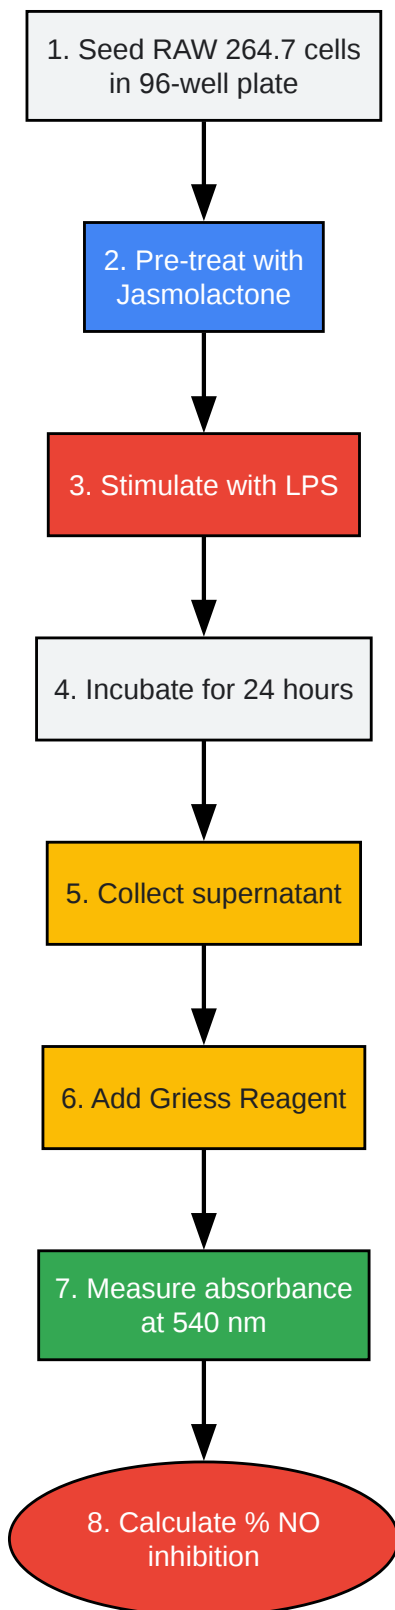 1. Seed RAW 264.7 cells
in 96-well plate
2. Pre-treat with
Jasmolactone
3. Stimulate with LPS
4. Incubate for 24 hours
5. Collect supernatant
6. Add Griess Reagent
7. Measure absorbance
at 540 nm
8. Calculate % NO
inhibition